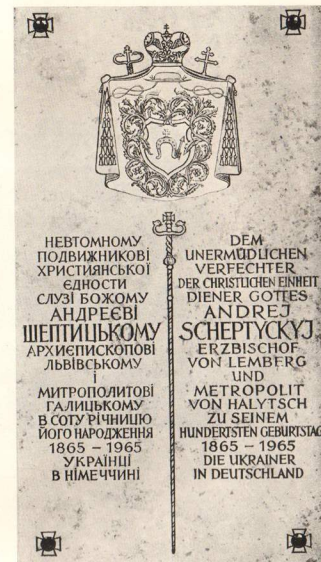 НЕВТОМНОМУ
ПОДВИЖНИКОВІ
ХРИСТИЯНСЬКОЇ
ЄДНОСТИ
СЛУЗІ БОЖОМУ
АНДРЕЄВІ
ШЕПТИЦЬКОМУ
АРХИЄПИСКОПОВІ
ЛЬВІВСЬКОМУ
І
МИТРОПОЛИТОВІ
ГАЛИЦЬКОМУ
В СОТУ РІЧНИЦЮ
ЙОГО НАРОДЖЕННЯ
1865 – 1965
УКРАЇНЦІ
В НІМЕЧЧИНІ
DEM
UNERMÜDLICHEN
VERFECHTER
DER CHRISTLICHEN EINHEIT
DIENER GOTTES
ANDREJ
SCHEPTYCKYJ
ERZBISCHOF
VON LEMBERG
UND
METROPOLIT
VON HALYTSCH
ZU SEINEM
HUNDERTSTEN GEBURTSTAG
1865 – 1965
DIE UKRAINER
IN DEUTSCHLAND